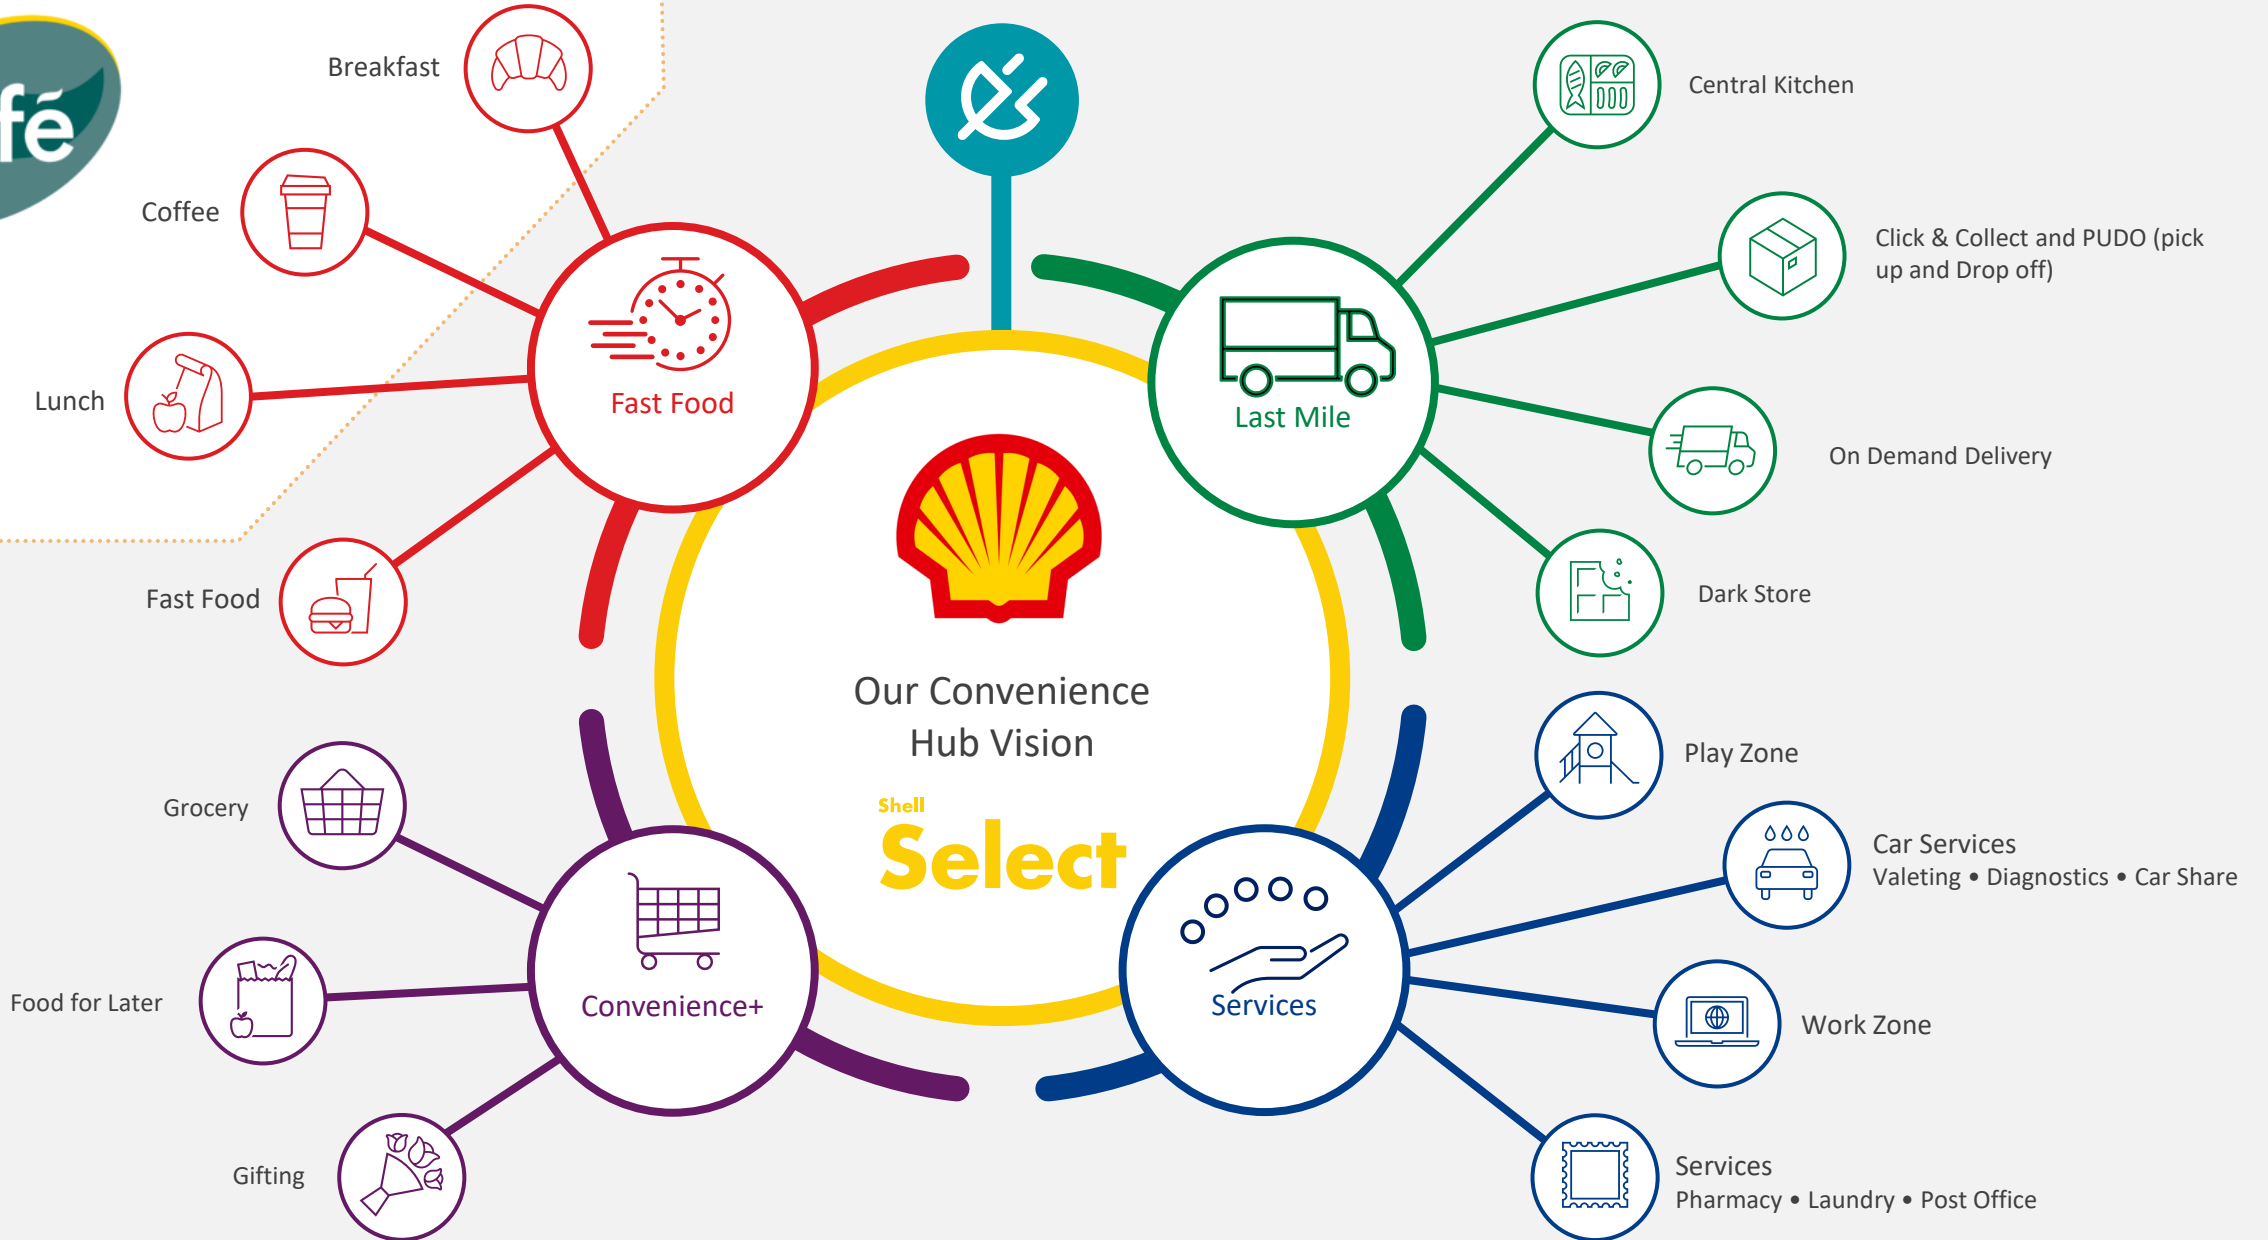 fé
Breakfast
Coffee
Lunch
Fast Food
Fast Food
Central Kitchen
Click & Collect and PUDO (pick
up and Drop off)
Last Mile
On Demand Delivery
Dark Store
Our Convenience
Hub Vision
Shell
Select
Grocery
Food for Later
Gifting
Convenience+
Services
Play Zone
Car Services
Valeting • Diagnostics • Car Share
Work Zone
Services
Pharmacy • Laundry • Post Office